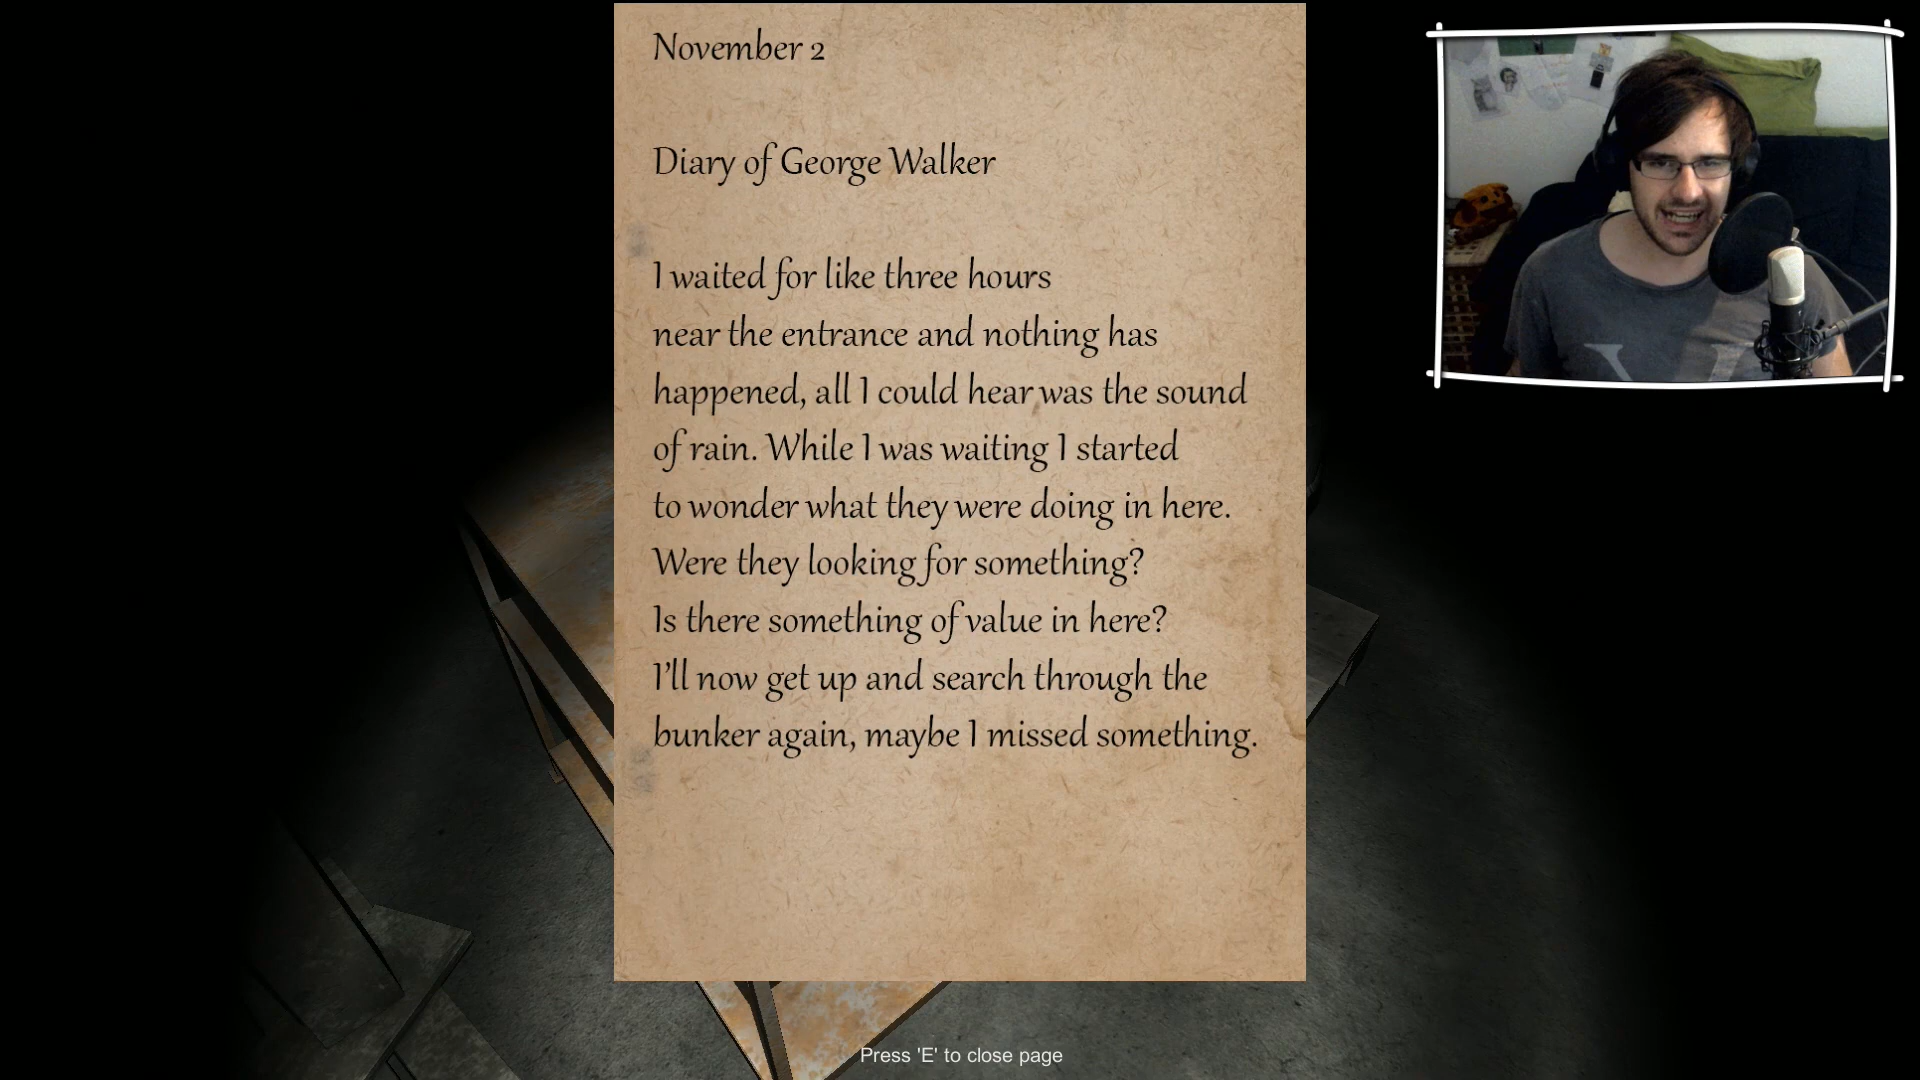 November 2
Diary of George Walker
I waited for like three hours
near the entrance and nothing has
happened, all I could hear was the sound
of rain. While I was waiting I started
to wonder what they were doing in here.
Were they looking for something?
Is there something of value in here?
I'll now get up and search through the
bunker again, maybe I missed something.
Press 'E' to close page